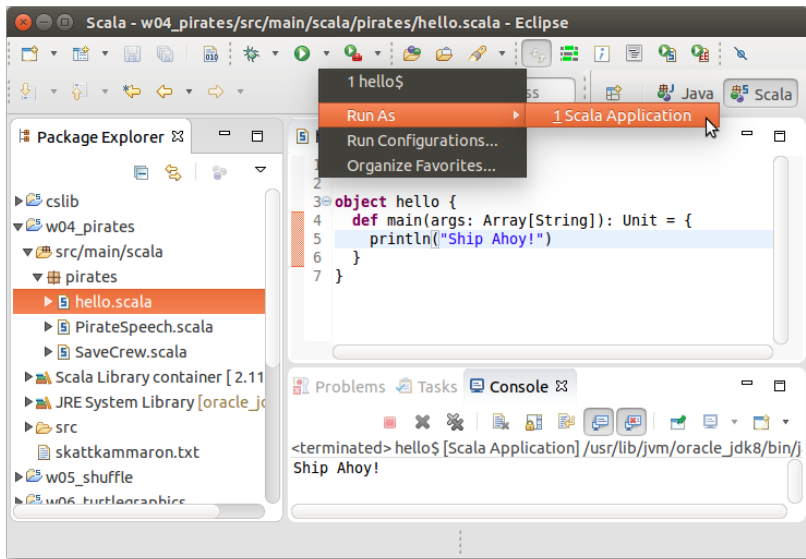 Scala - w04_pirates/src/main/scala/pirates/hello.scala - Eclipse
010
ss
Java
Scala
1 hello$
Run As
1 Scala Application
Run Configurations...
Organize Favorites...
Package Explorer
cslib
w04_pirates
src/main/scala
pirates
hello.scala
PirateSpeech.scala
SaveCrew.scala
Scala Library container [ 2.11
JRE System Library [oracle_jd
src
skattkammaron.txt
w05_shuffle
w06_turtlegraphics
1
2
3 object hello {
4 def main(args: Array[String]): Unit = {
5 println("Ship Ahoy!")
6 }
7 }
Problems Tasks Console
<terminated> hello$ [Scala Application] /usr/lib/jvm/oracle_jdk8/bin/j
Ship Ahoy!